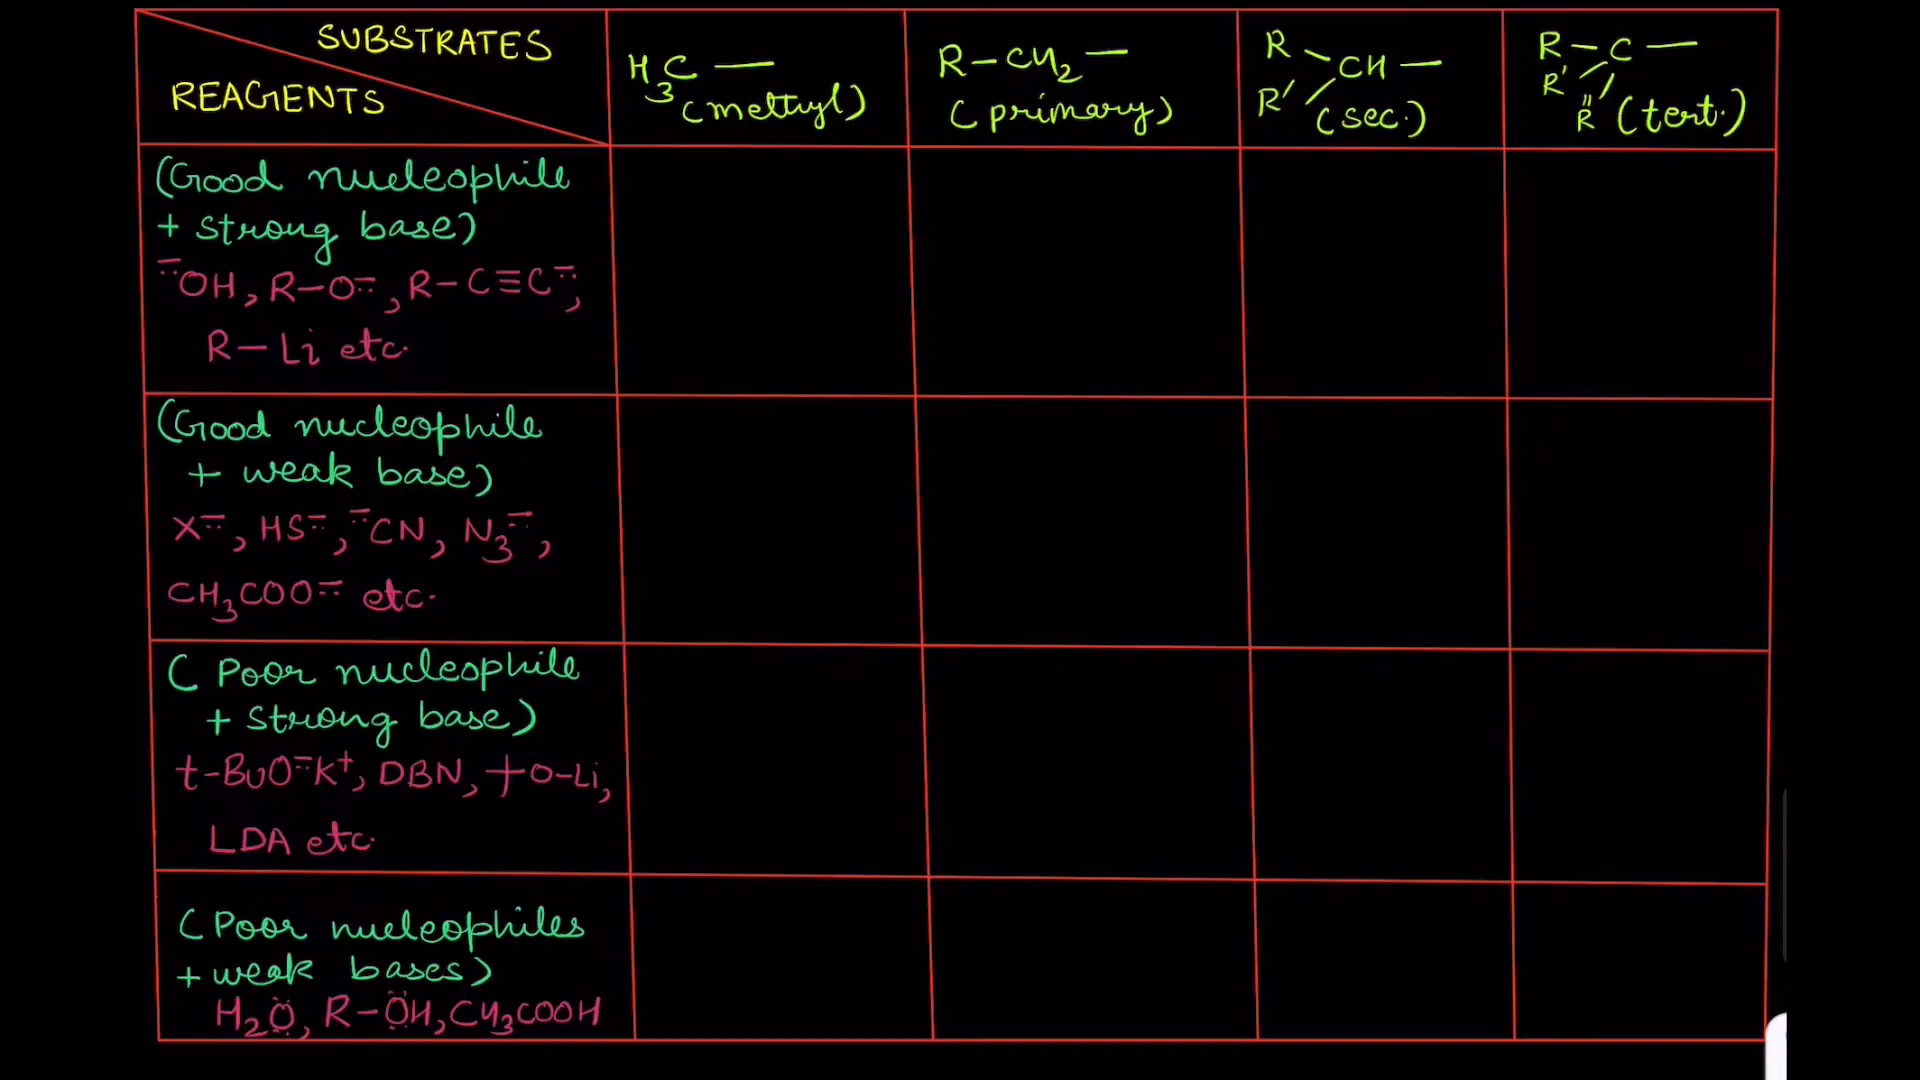 SUBSTRATES
REAGENTS
H3C —
(methyl)
R–CH2 —
(primary)
R
CH —
R'
(sec.)
R–C —
R'
R''
(tert.)
(Good nucleophile
+ strong base)
⁻:OH, R–O:⁻, R–C≡C:⁻,
R–Li etc.
(Good nucleophile
+ weak base)
X:⁻, HS:⁻, ⁻:CN, N3:⁻,
CH3COO:⁻ etc.
(Poor nucleophile
+ strong base)
t-BuO:⁻K⁺, DBN, O–Li,
LDA etc.
(Poor nucleophiles
+ weak bases)
H2O, R–OH, CH3COOH